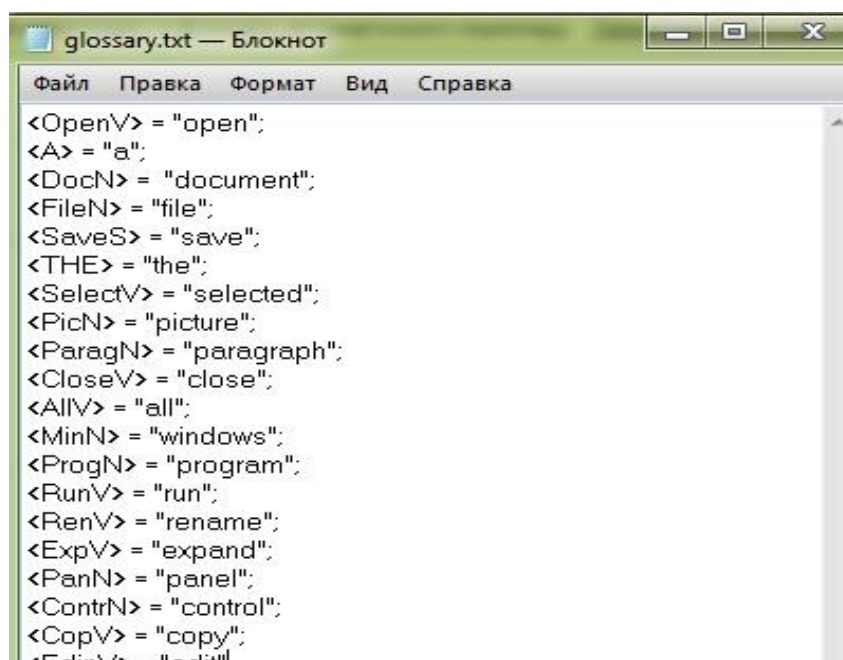 glossary.txt — Блокнот
Файл Правка Формат Вид Справка
<OpenV> = "open";
<A> = "a";
<DocN> = "document";
<FileN> = "file";
<SaveS> = "save";
<THE> = "the";
<SelectV> = "selected";
<PicN> = "picture";
<ParagN> = "paragraph";
<CloseV> = "close";
<AllV> = "all";
<MinN> = "windows";
<ProgN> = "program";
<RunV> = "run";
<RenV> = "rename";
<ExpV> = "expand";
<PanN> = "panel";
<ContrN> = "control";
<CopV> = "copy";